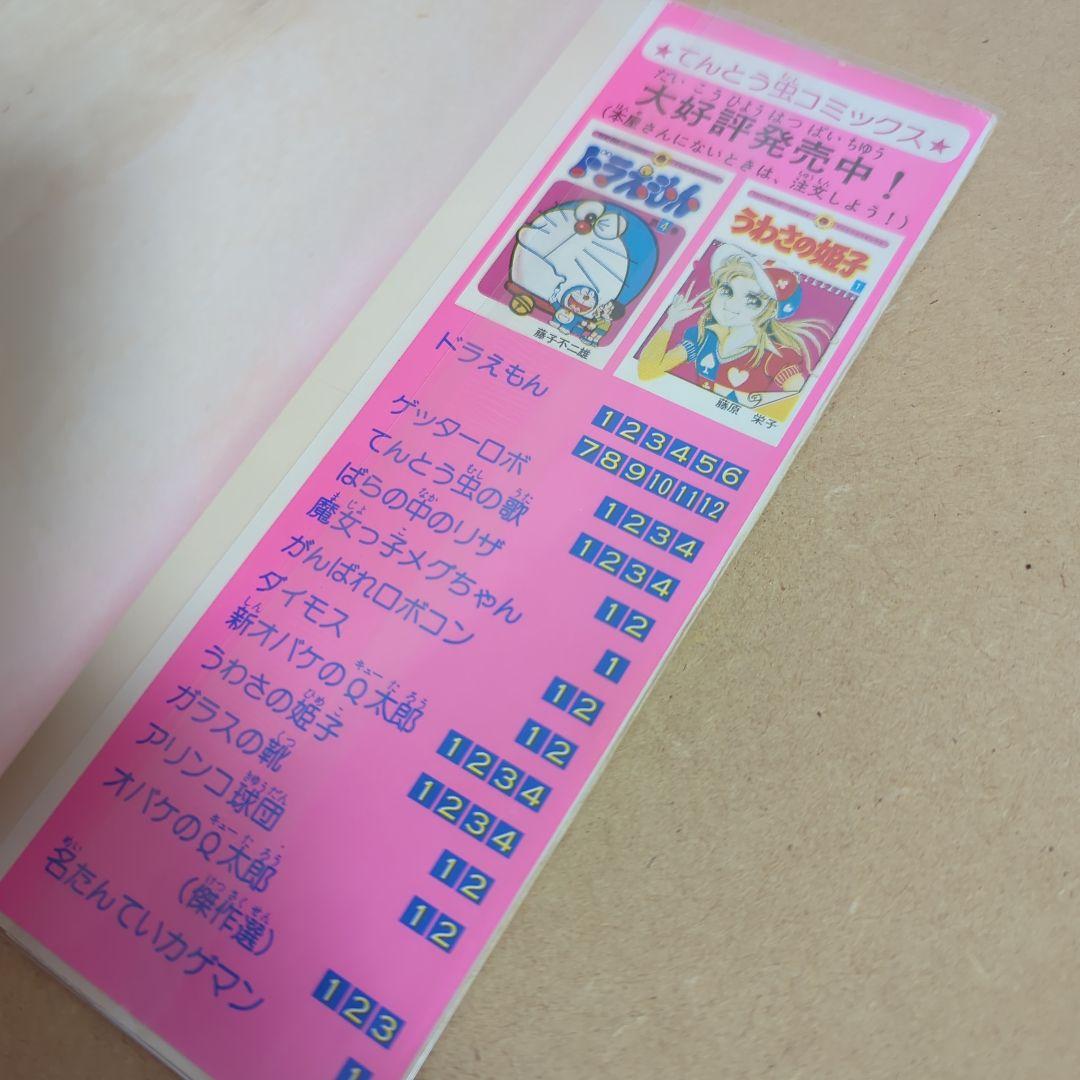 ★てんとう虫コミックス★
大好評発売中！
（本屋さんにないときは、注文しよう！）
ドラえもん
4
藤子不二雄
うわさの姫子
1
藤原 栄子
ドラえもん 1 2 3 4 5 6
7 8 9 10 11 12
ゲッターロボ 1 2 3 4
てんとう虫の歌 1 2 3 4
ばらの中のリザ 1 2
魔女っ子メグちゃん 1
がんばれロボコン 1 2
ダイモス 1 2
新オバケのQ太郎 1 2 3 4
うわさの姫子 1 2 3 4
ガラスの靴 1 2
アリンコ球団 1 2
オバケのQ太郎
（傑作選） 1 2 3
名たんていカゲマン 1